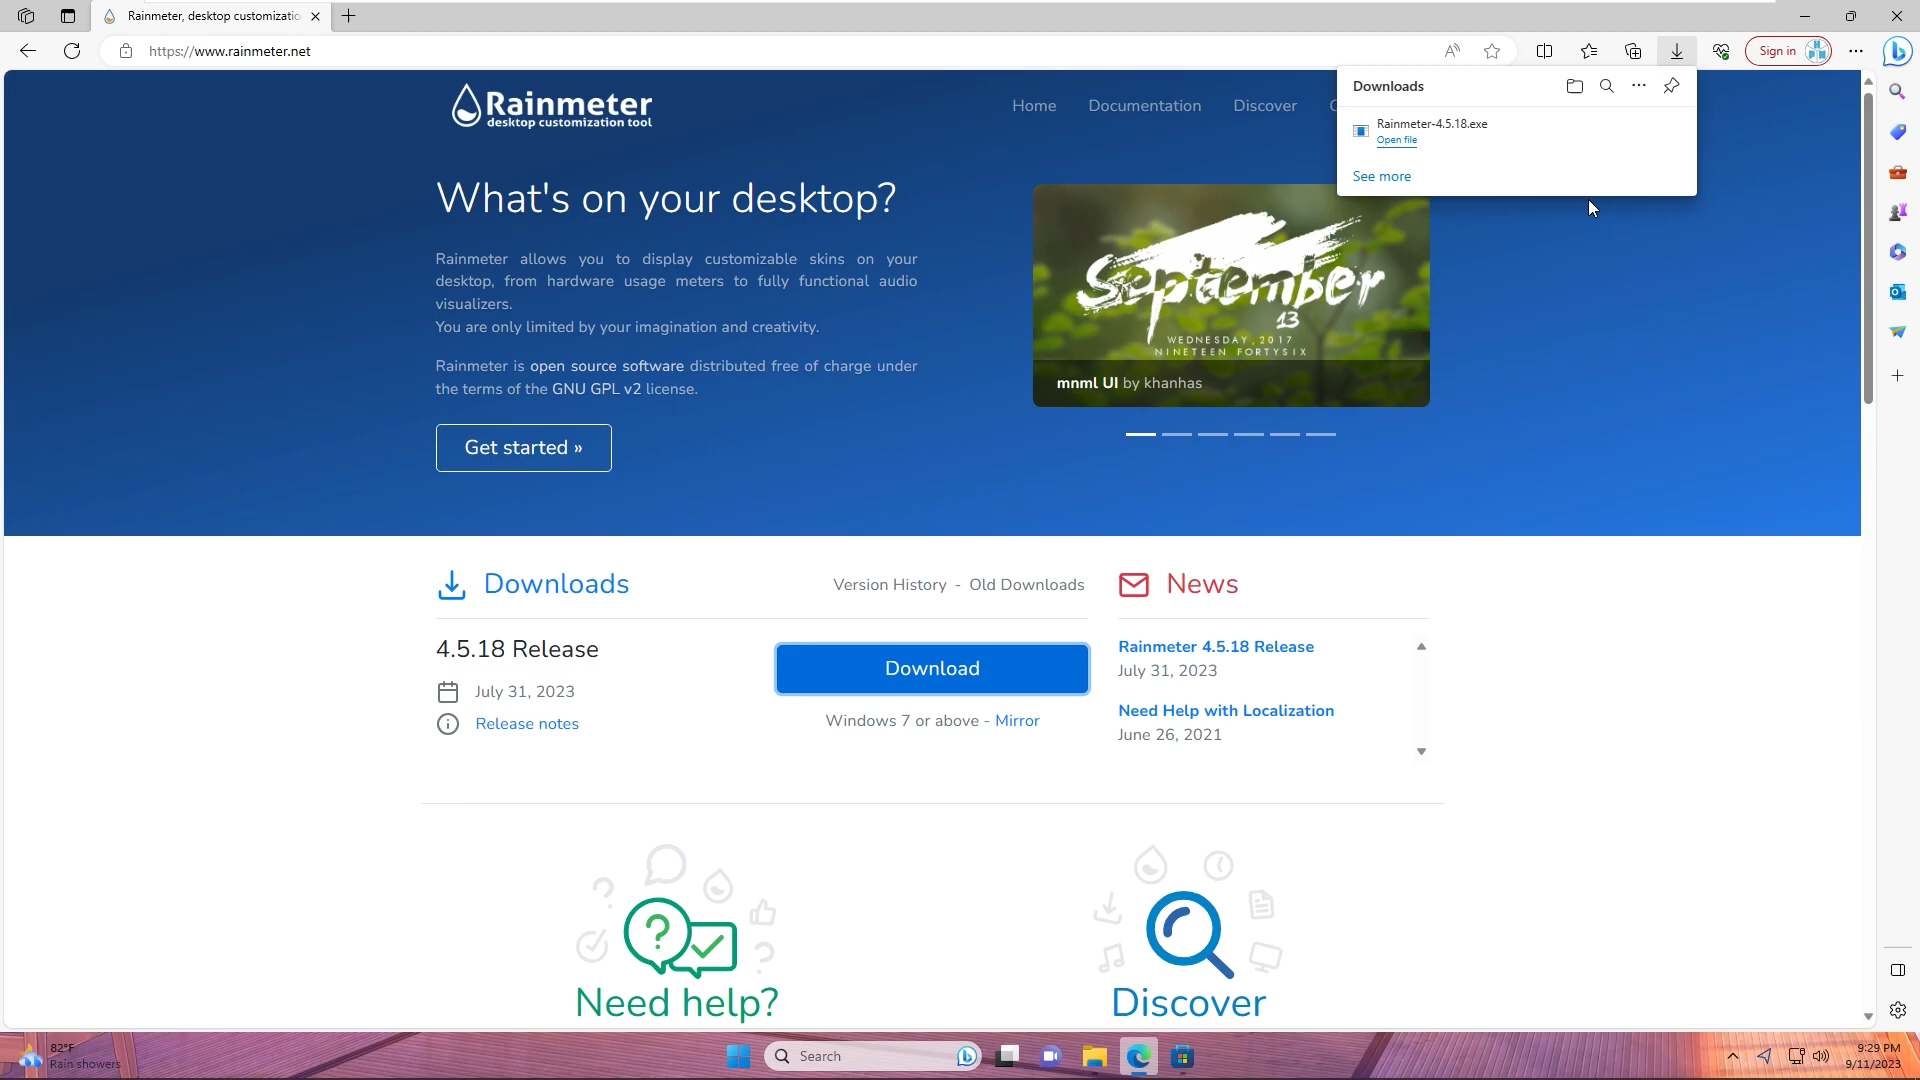 Rainmeter, desktop customizatio
https://www.rainmeter.net
Sign in
Downloads
Rainmeter-4.5.18.exe
Open file
See more
Rainmeter
desktop customization tool
Home
Documentation
Discover
What's on your desktop?
Rainmeter allows you to display customizable skins on your
desktop, from hardware usage meters to fully functional audio
visualizers.
You are only limited by your imagination and creativity.
Rainmeter is open source software distributed free of charge under
the terms of the GNU GPL v2 license.
Get started »
September
13
WEDNESDAY, 2017
NINETEEN FORTYSIX
mnml UI by khanhas
Downloads
Version History - Old Downloads
4.5.18 Release
July 31, 2023
Release notes
Download
Windows 7 or above - Mirror
News
Rainmeter 4.5.18 Release
July 31, 2023
Need Help with Localization
June 26, 2021
Need help?
Discover
82°F
Rain showers
Search
9:29 PM
9/11/2023